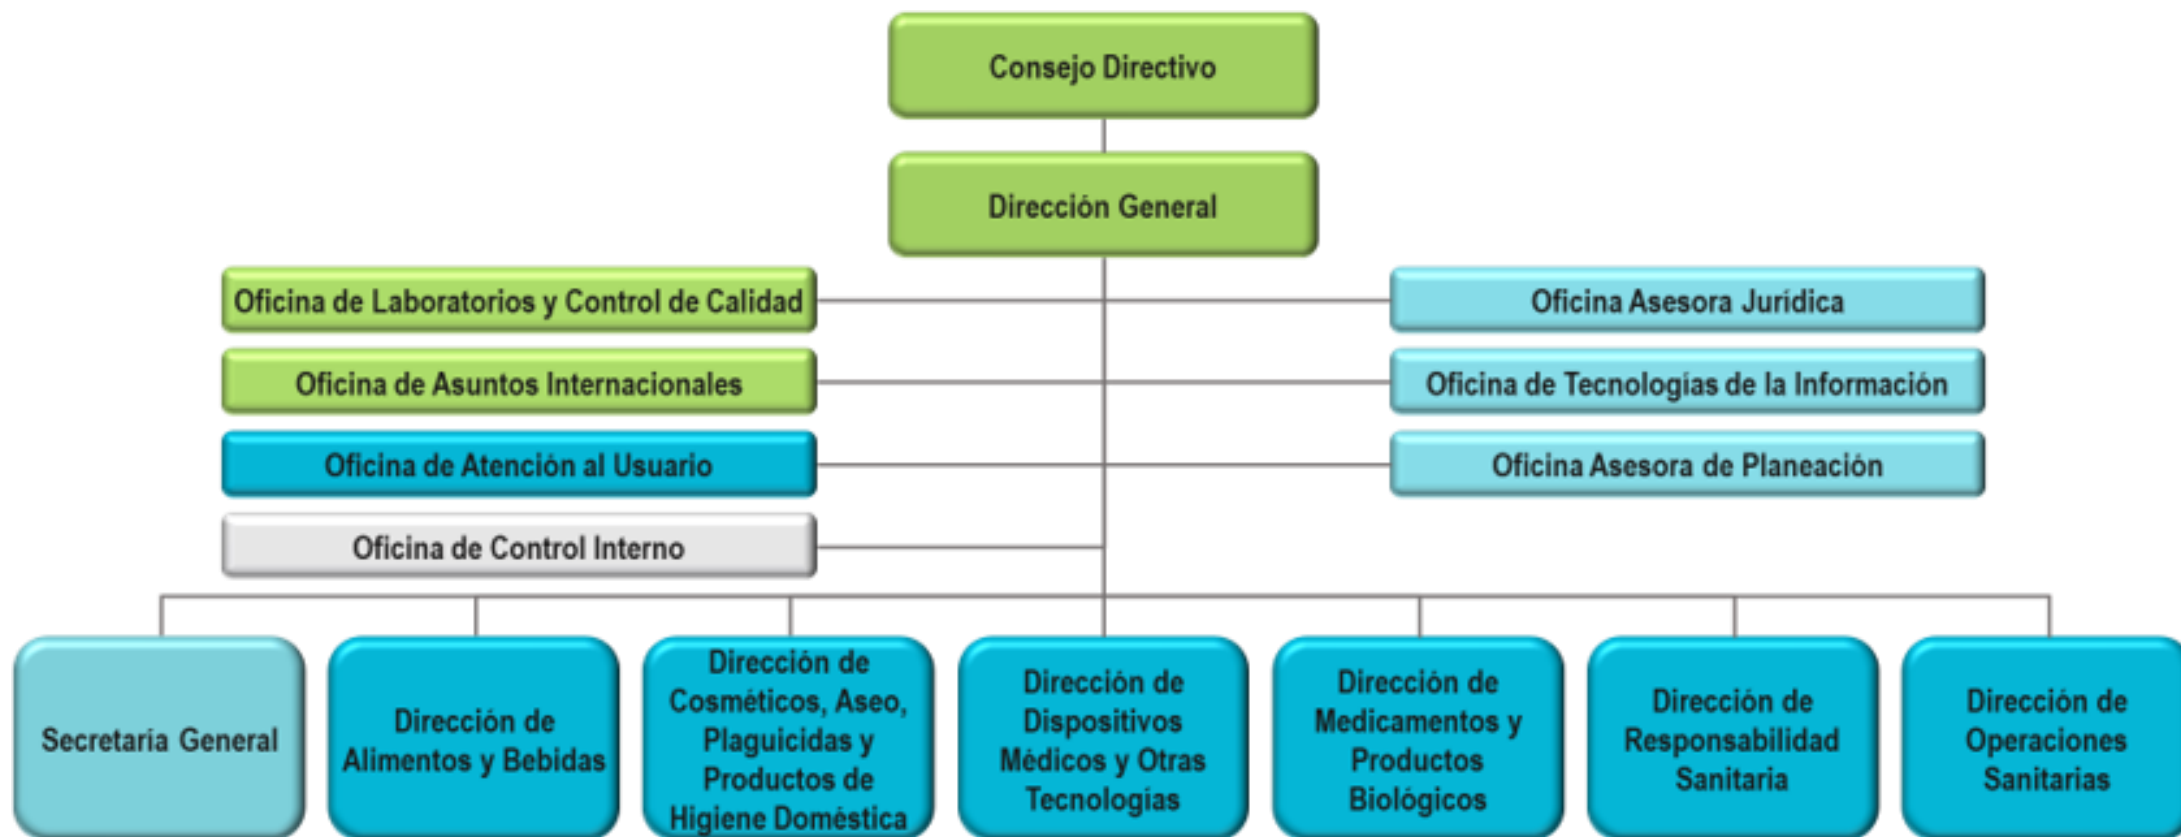 Consejo Directivo
Dirección General
Oficina de Laboratorios y Control de Calidad
Oficina Asesora Jurídica
Oficina de Asuntos Internacionales
Oficina de Tecnologías de la Información
Oficina de Atención al Usuario
Oficina Asesora de Planeación
Oficina de Control Interno
Secretaría General
Dirección de
Alimentos y Bebidas
Dirección de
Cosméticos, Aseo,
Plaguicidas y
Productos de
Higiene Doméstica
Dirección de
Dispositivos
Médicos y Otras
Tecnologías
Dirección de
Medicamentos y
Productos
Biológicos
Dirección de
Responsabilidad
Sanitaria
Dirección de
Operaciones
Sanitarias